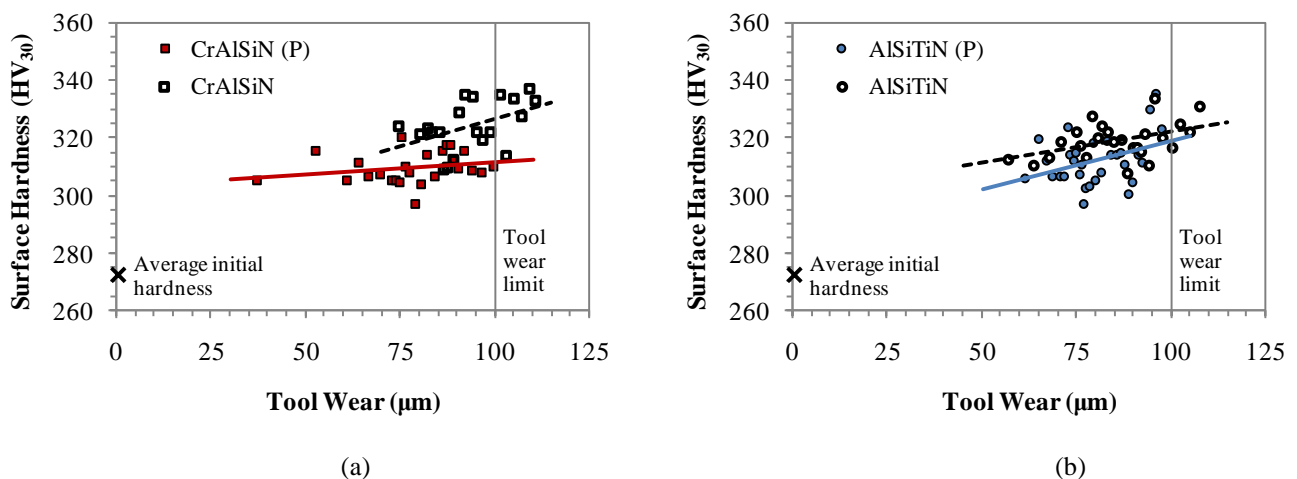 360
340
320
300
280
260
Surface Hardness (HV30)
CrAlSiN (P)
CrAlSiN
Average initial
hardness
Tool
wear
limit
0
25
50
75
100
125
Tool Wear (μm)
(a)
360
340
320
300
280
260
Surface Hardness (HV30)
AlSiTiN (P)
AlSiTiN
Average initial
hardness
Tool
wear
limit
0
25
50
75
100
125
Tool Wear (μm)
(b)